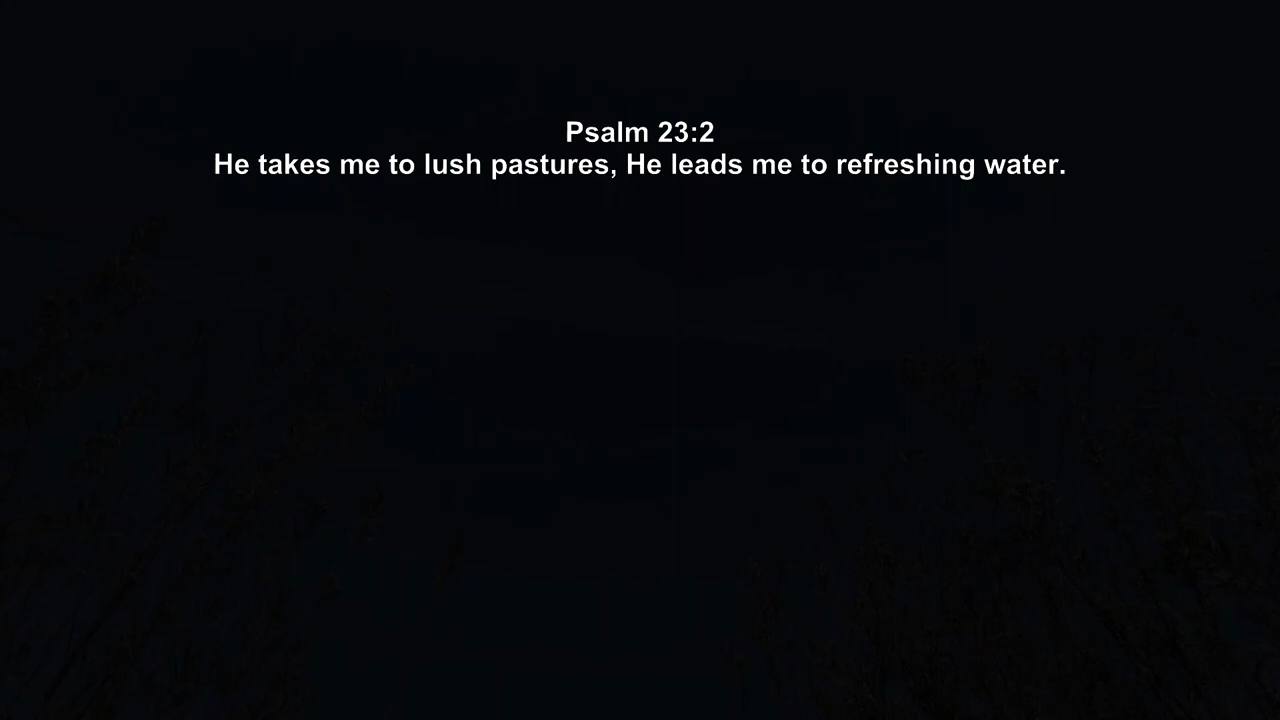 Psalm 23:2
He takes me to lush pastures, He leads me to refreshing water.